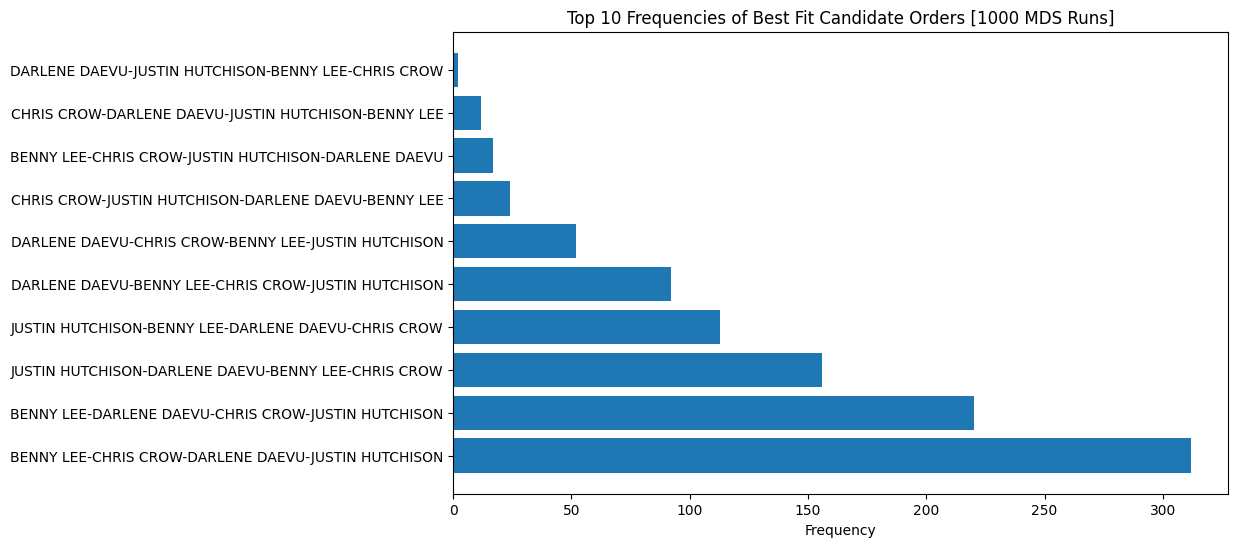 Top 10 Frequencies of Best Fit Candidate Orders [1000 MDS Runs]
DARLENE DAEVU-JUSTIN HUTCHISON-BENNY LEE-CHRIS CROW
CHRIS CROW-DARLENE DAEVU-JUSTIN HUTCHISON-BENNY LEE
BENNY LEE-CHRIS CROW-JUSTIN HUTCHISON-DARLENE DAEVU
CHRIS CROW-JUSTIN HUTCHISON-DARLENE DAEVU-BENNY LEE
DARLENE DAEVU-CHRIS CROW-BENNY LEE-JUSTIN HUTCHISON
DARLENE DAEVU-BENNY LEE-CHRIS CROW-JUSTIN HUTCHISON
JUSTIN HUTCHISON-BENNY LEE-DARLENE DAEVU-CHRIS CROW
JUSTIN HUTCHISON-DARLENE DAEVU-BENNY LEE-CHRIS CROW
BENNY LEE-DARLENE DAEVU-CHRIS CROW-JUSTIN HUTCHISON
BENNY LEE-CHRIS CROW-DARLENE DAEVU-JUSTIN HUTCHISON
0 50 100 150 200 250 300
Frequency